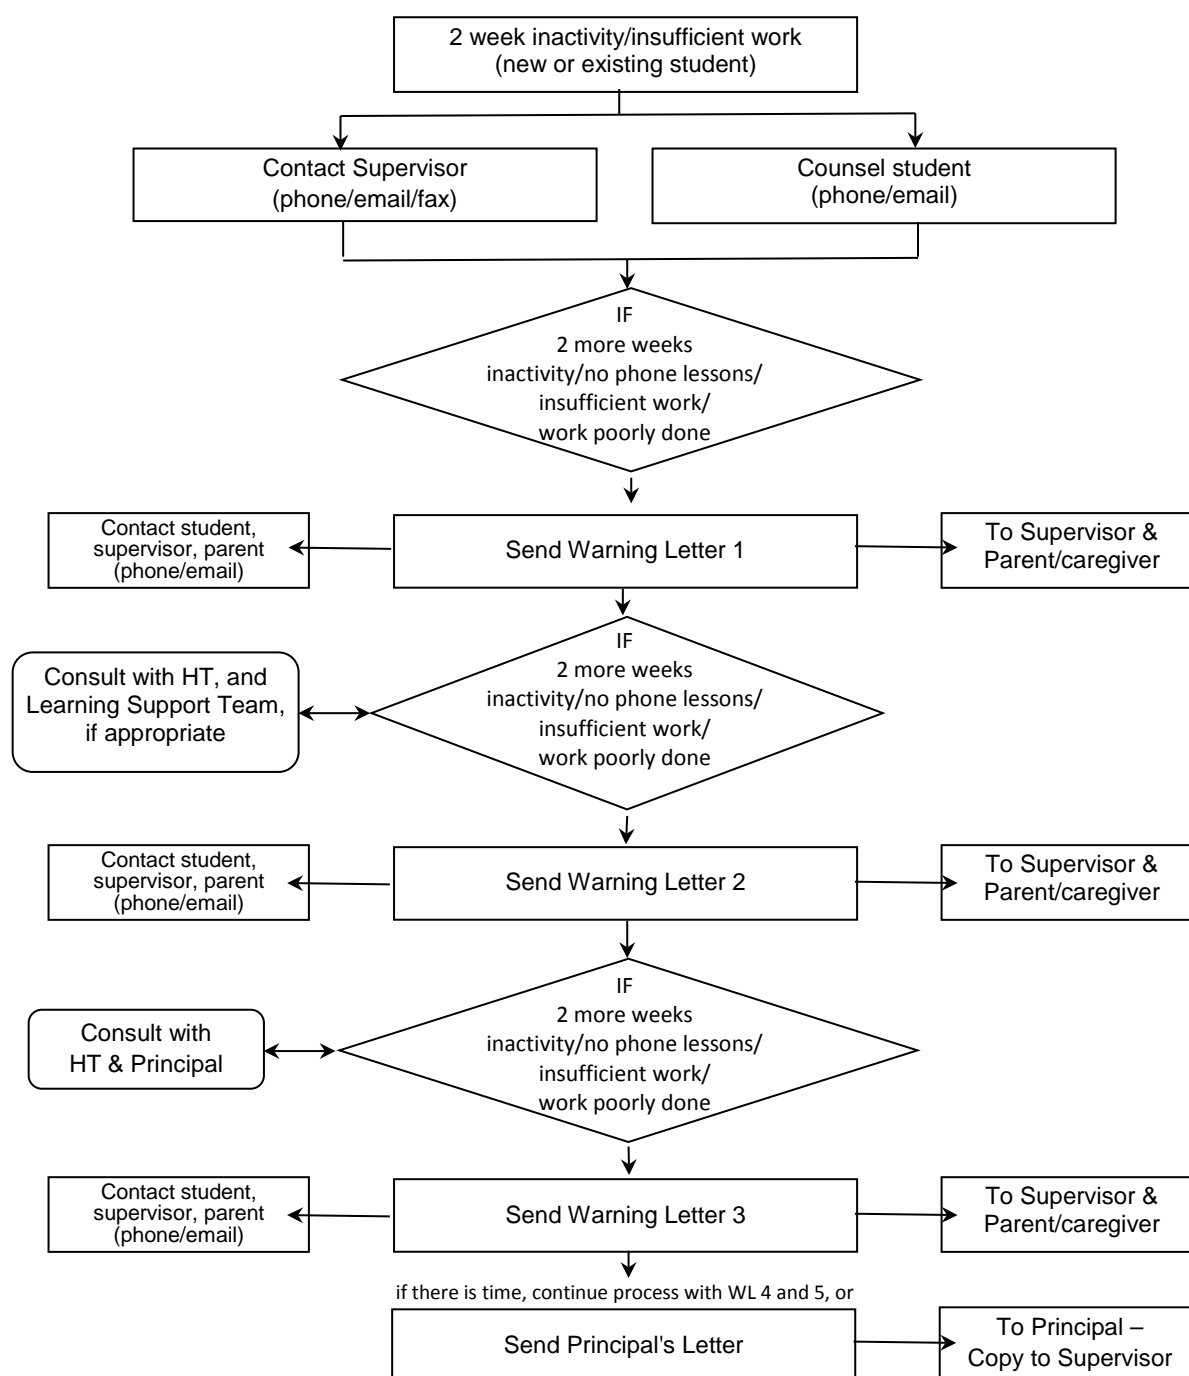 2 week inactivity/insufficient work
(new or existing student)
Contact Supervisor
(phone/email/fax)
Counsel student
(phone/email)
IF
2 more weeks
inactivity/no phone lessons/
insufficient work/
work poorly done
Contact student,
supervisor, parent
(phone/email)
Send Warning Letter 1
To Supervisor &
Parent/caregiver
Consult with HT, and
Learning Support Team,
if appropriate
IF
2 more weeks
inactivity/no phone lessons/
insufficient work/
work poorly done
Contact student,
supervisor, parent
(phone/email)
Send Warning Letter 2
To Supervisor &
Parent/caregiver
Consult with
HT & Principal
IF
2 more weeks
inactivity/no phone lessons/
insufficient work/
work poorly done
Contact student,
supervisor, parent
(phone/email)
Send Warning Letter 3
To Supervisor &
Parent/caregiver
if there is time, continue process with WL 4 and 5, or
Send Principal's Letter
To Principal –
Copy to Supervisor